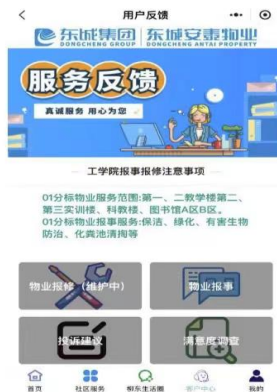 用户反馈
东城集团 东城安泰物业
DONGCHENG GROUP DONGCHENG ANTAI PROPERTY
服务反馈
真诚服务 用心为您
工学院报事报修注意事项
01分标物业服务范围:第一、二教学楼第二、
第三实训楼、科教楼、图书馆A区B区。
01分标物业报事服务:保洁、绿化、有害生物
防治、化粪池清掏等
物业报修（维护中） 物业报事
投诉建议 满意度调查
首页 社区服务 柳东生活圈 客户中心 我的